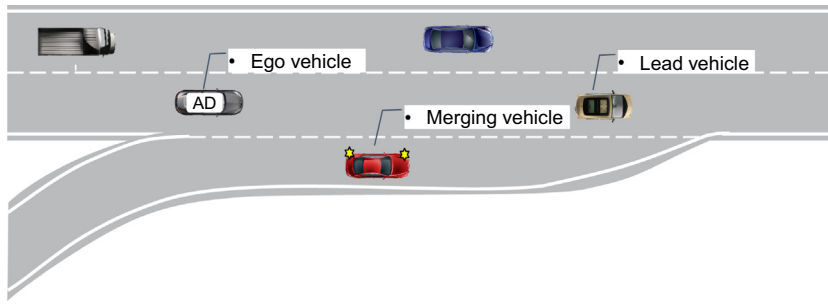 • Ego vehicle
• Lead vehicle
AD
• Merging vehicle